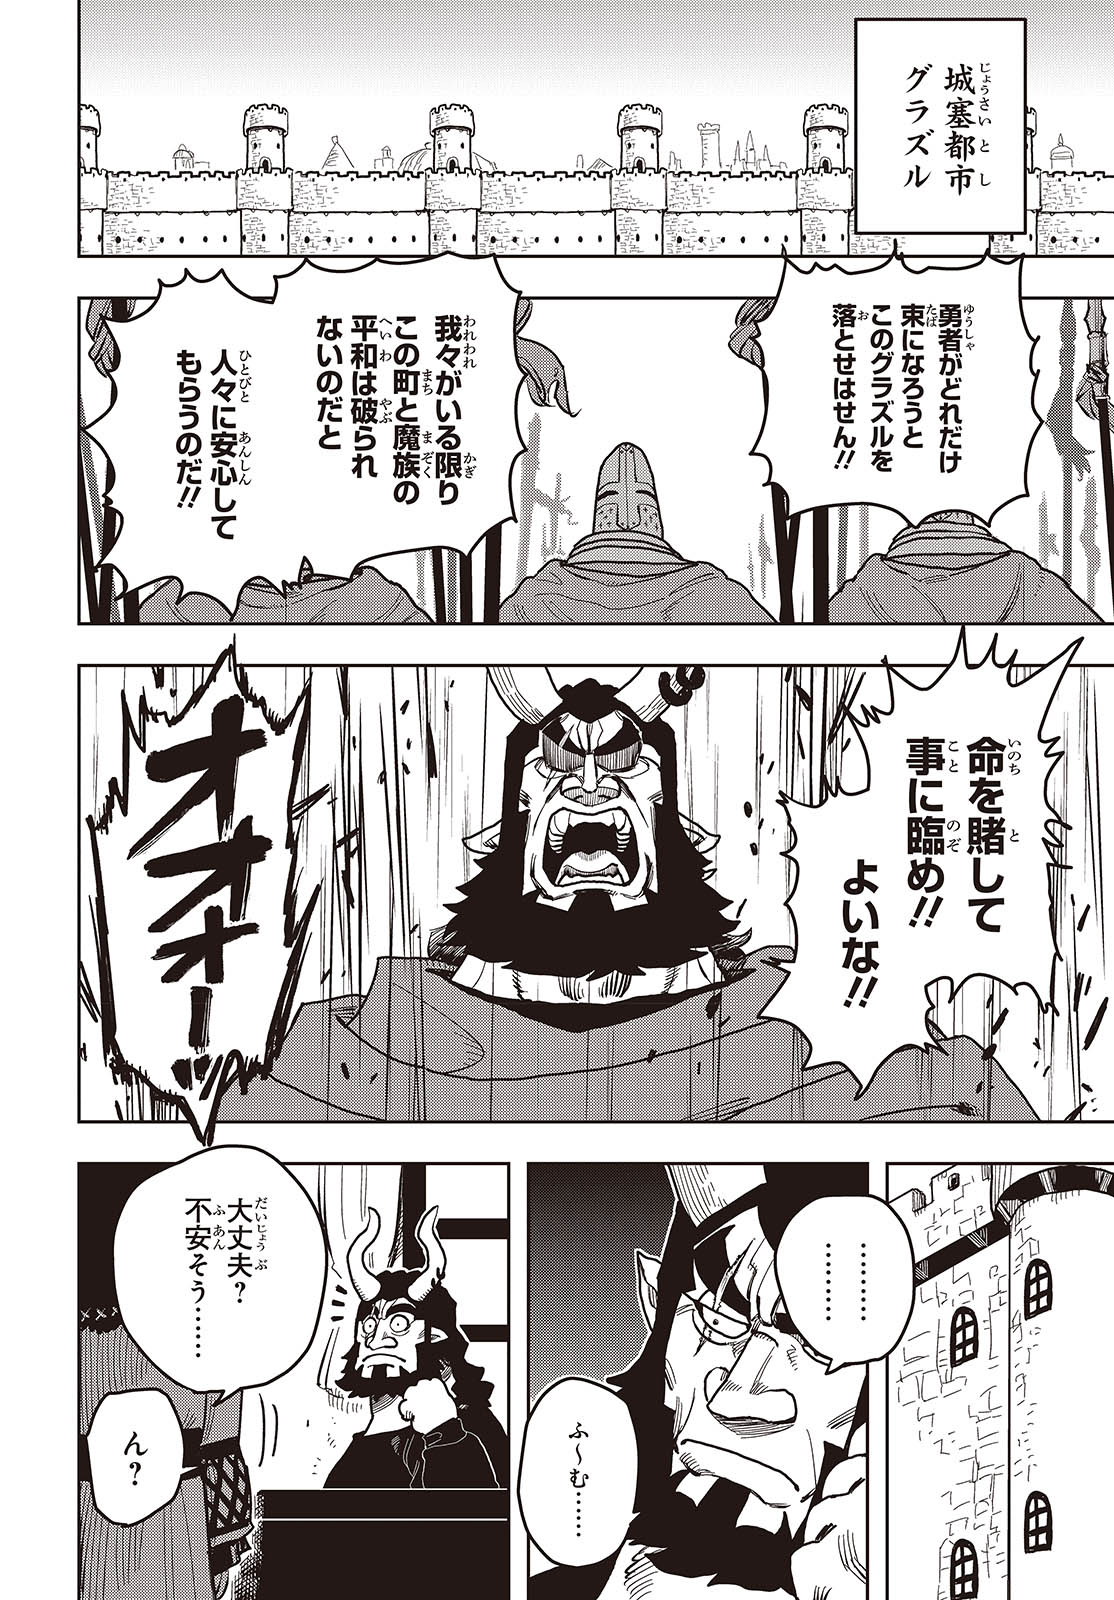 城塞都市
グラズル
勇者がどれだけ
束になろうと
このグラズルを
落とせはせん!!
我々がいる限り
この町と魔族の
平和は破られ
ないのだと
人々に安心して
もらうのだ!!
命を賭して
事に臨め!!
よいな!!
オオオオーッ
…………
…………
ふ〜む……
大丈夫?
不安そう……
ん?